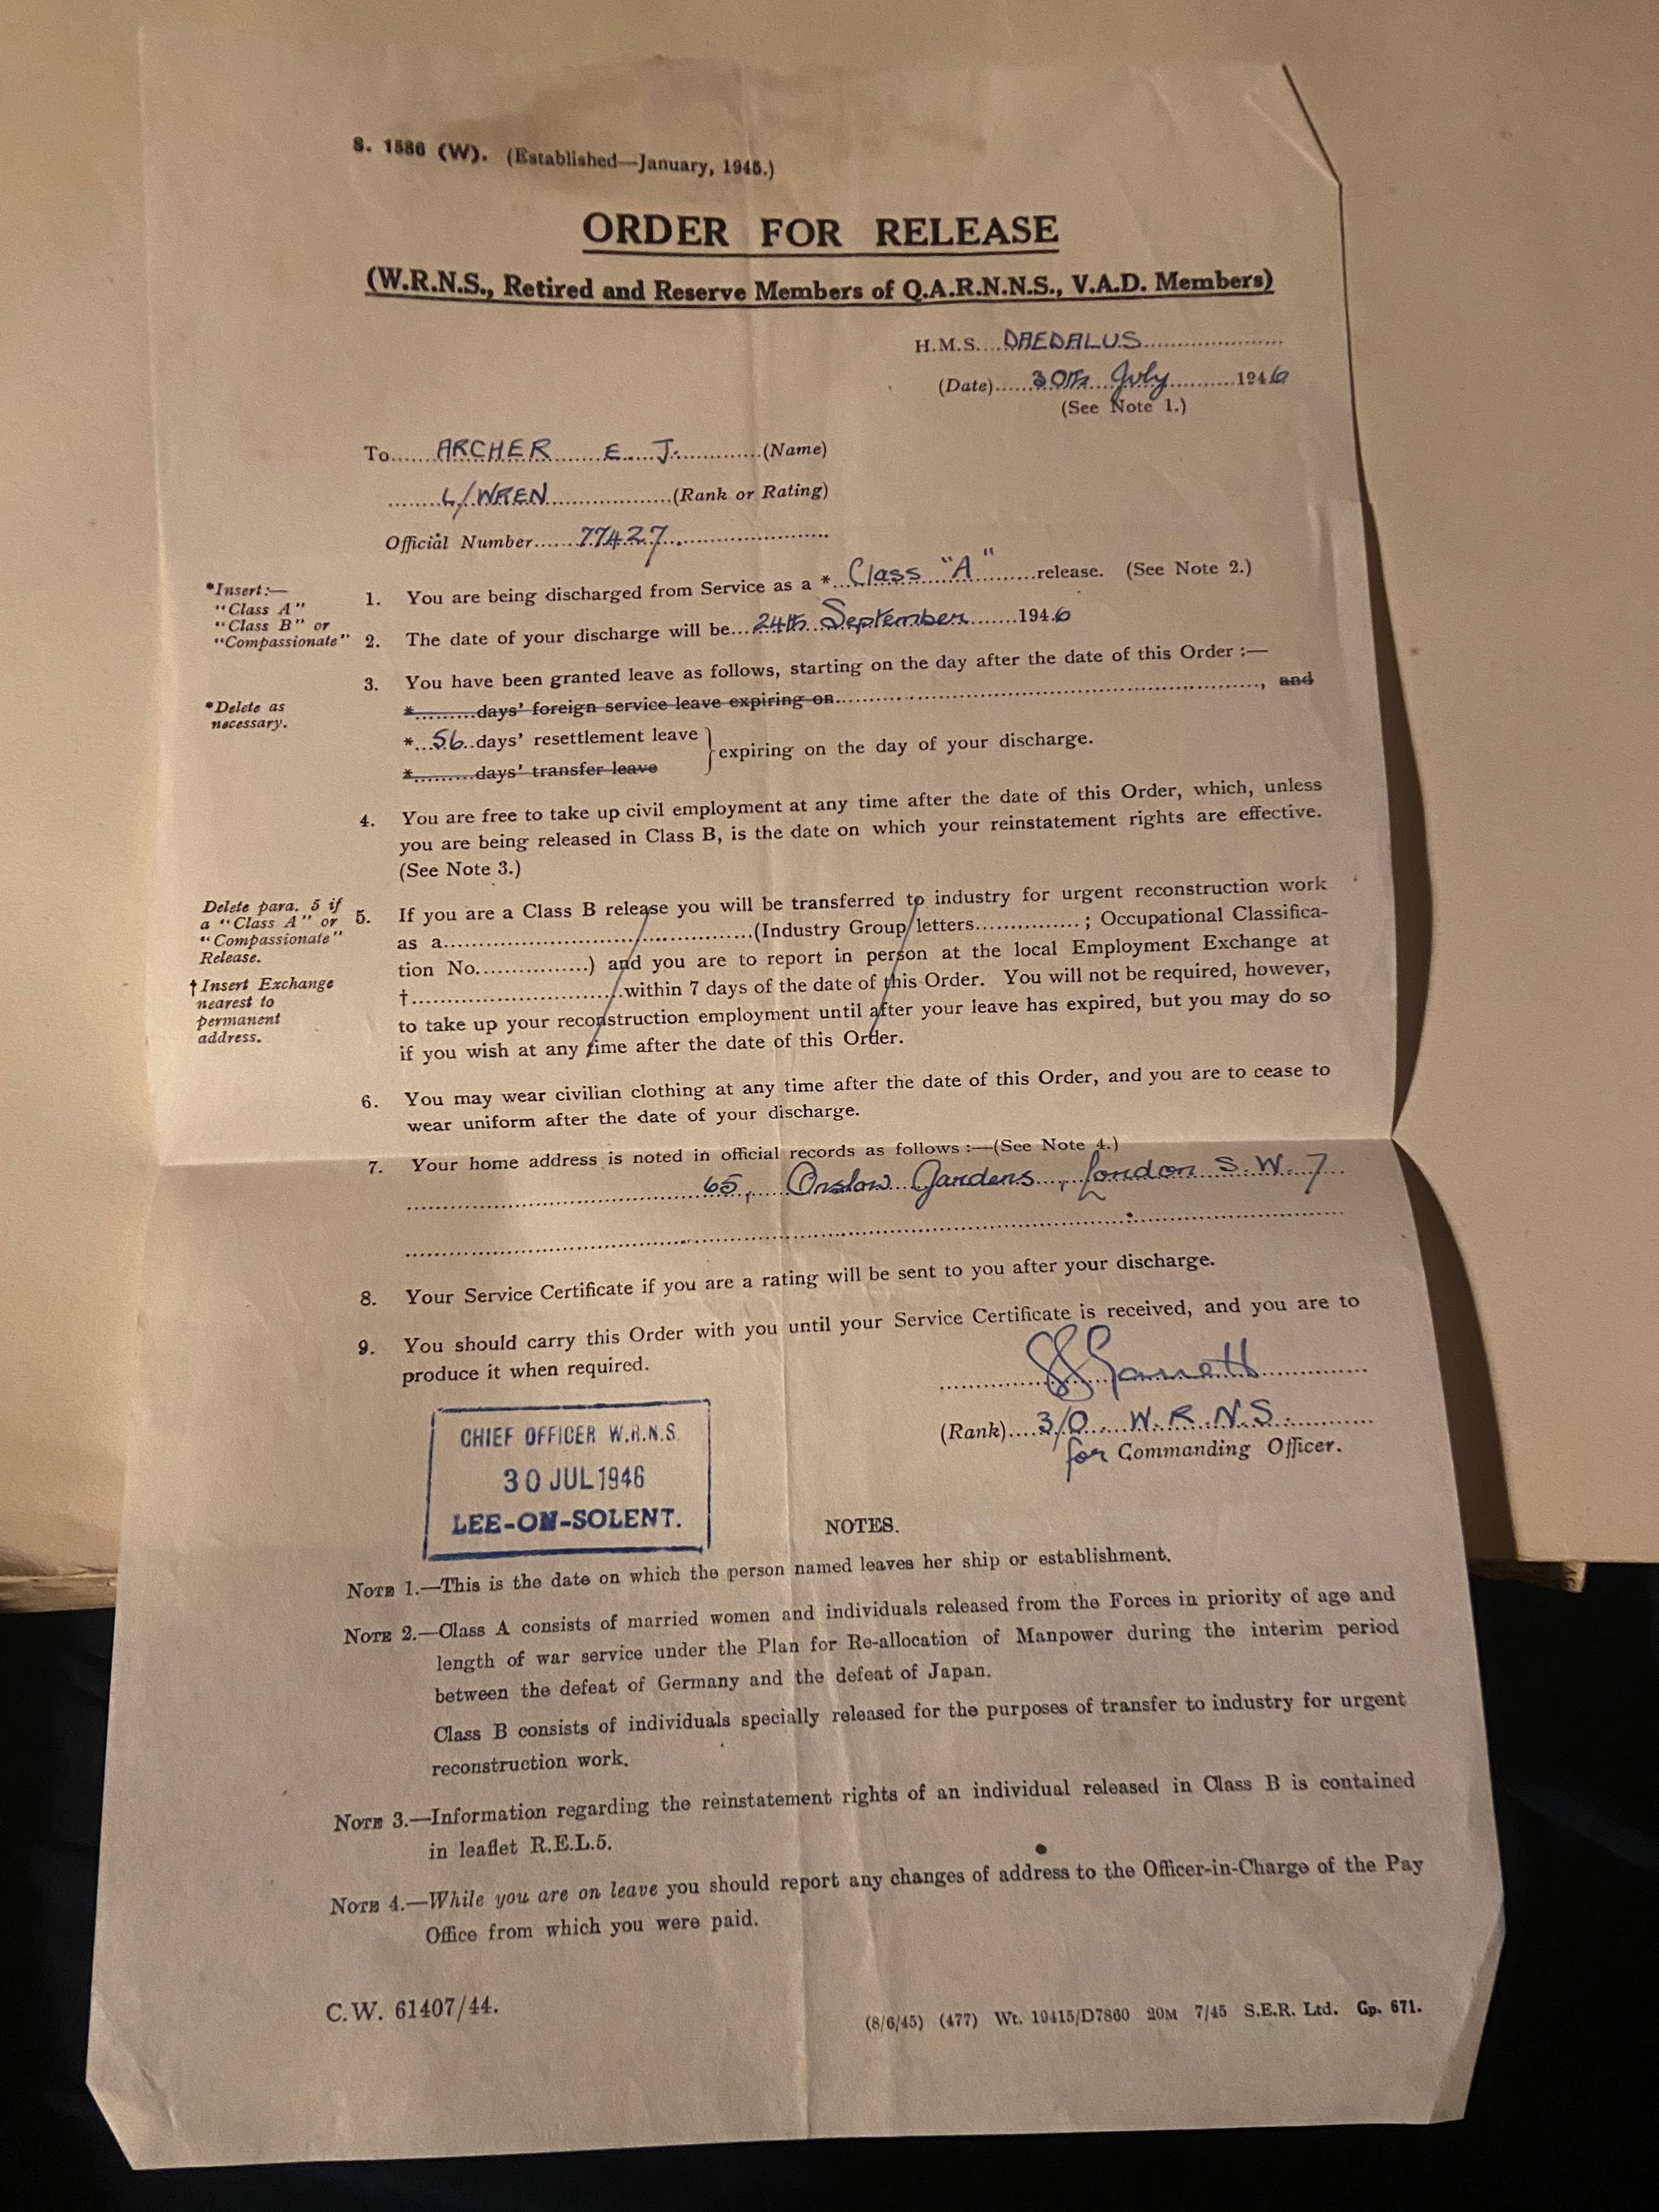 S. 1586 (W). (Established—January, 1945.)
ORDER FOR RELEASE
(W.R.N.S., Retired and Reserve Members of Q.A.R.N.N.S., V.A.D. Members)
H.M.S....DAEDALUS......................
(Date).....30th July..........1946
(See Note 1.)
To.....ARCHER E. J.............(Name)
.......L/WREN................(Rank or Rating)
Official Number......77427......................
*Insert:—
"Class A"
"Class B" or
"Compassionate"
1. You are being discharged from Service as a *..Class "A"......release. (See Note 2.)
2. The date of your discharge will be...24th September.......1946
3. You have been granted leave as follows, starting on the day after the date of this Order :—
*Delete as
necessary.
*.........days' foreign service leave expiring on......................................................., and
*..56..days' resettlement leave
*.........days' transfer leave
expiring on the day of your discharge.
4. You are free to take up civil employment at any time after the date of this Order, which, unless
you are being released in Class B, is the date on which your reinstatement rights are effective.
(See Note 3.)
Delete para. 5 if
a "Class A" or
"Compassionate"
Release.
† Insert Exchange
nearest to
permanent
address.
5. If you are a Class B release you will be transferred to industry for urgent reconstruction work
as a..........................................(Industry Group letters...............; Occupational Classifica-
tion No................) and you are to report in person at the local Employment Exchange at
†............................within 7 days of the date of this Order. You will not be required, however,
to take up your reconstruction employment until after your leave has expired, but you may do so
if you wish at any time after the date of this Order.
6. You may wear civilian clothing at any time after the date of this Order, and you are to cease to
wear uniform after the date of your discharge.
7. Your home address is noted in official records as follows :—(See Note 4.)
65, Onslow Gardens, London S.W.7
8. Your Service Certificate if you are a rating will be sent to you after your discharge.
9. You should carry this Order with you until your Service Certificate is received, and you are to
produce it when required.
Garrett
(Rank)....3/O. W.R.N.S.............
for Commanding Officer.
CHIEF OFFICER W.R.N.S.
30 JUL 1946
LEE-ON-SOLENT.
NOTES.
NOTE 1.—This is the date on which the person named leaves her ship or establishment.
NOTE 2.—Class A consists of married women and individuals released from the Forces in priority of age and
length of war service under the Plan for Re-allocation of Manpower during the interim period
between the defeat of Germany and the defeat of Japan.
Class B consists of individuals specially released for the purposes of transfer to industry for urgent
reconstruction work.
NOTE 3.—Information regarding the reinstatement rights of an individual released in Class B is contained
in leaflet R.E.L.5.
NOTE 4.—While you are on leave you should report any changes of address to the Officer-in-Charge of the Pay
Office from which you were paid.
C.W. 61407/44.
(8/6/45) (477) Wt. 19415/D7860 20M 7/45 S.E.R. Ltd. Gp. 671.